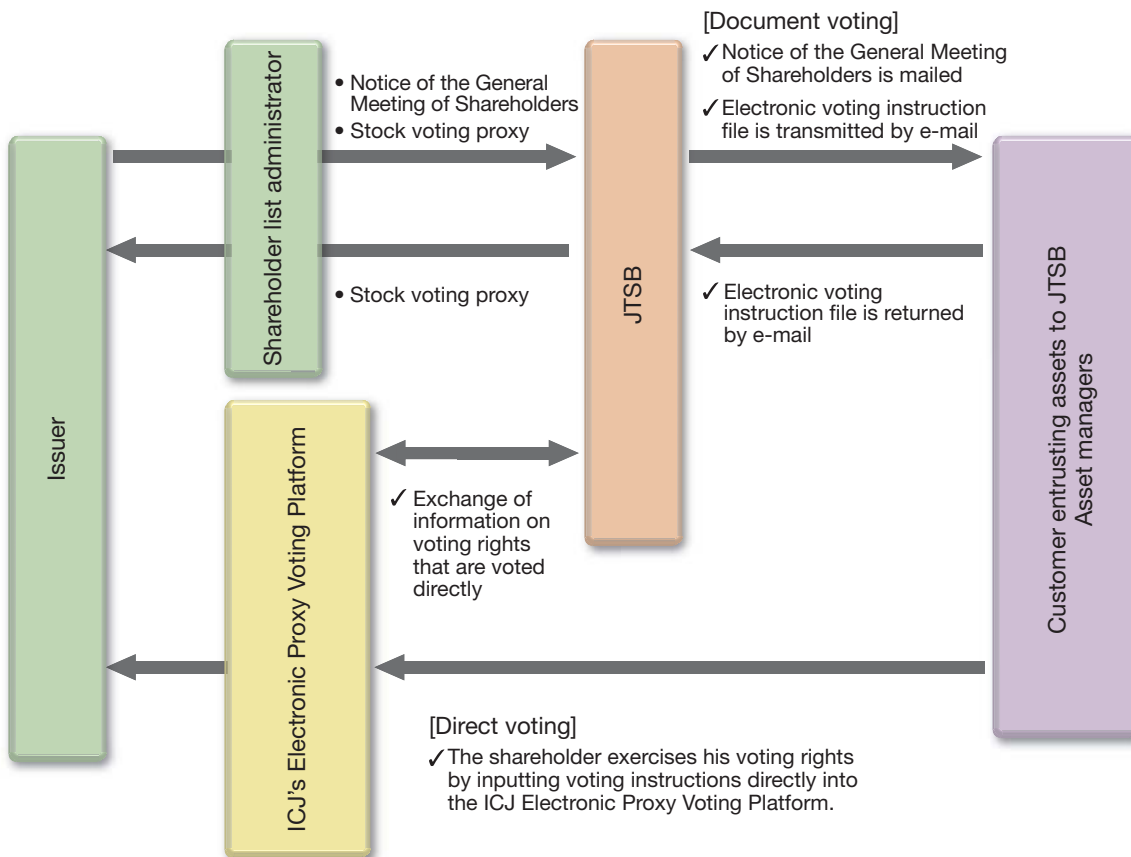 Issuer
Shareholder list administrator
• Notice of the General
Meeting of Shareholders
• Stock voting proxy
• Stock voting proxy
JTSB
[Document voting]
✓ Notice of the General Meeting
of Shareholders is mailed
✓ Electronic voting instruction
file is transmitted by e-mail
✓ Electronic voting
instruction file is returned
by e-mail
Customer entrusting assets to JTSB
Asset managers
ICJ's Electronic Proxy Voting Platform
✓ Exchange of
information on
voting rights
that are voted
directly
[Direct voting]
✓ The shareholder exercises his voting rights
by inputting voting instructions directly into
the ICJ Electronic Proxy Voting Platform.